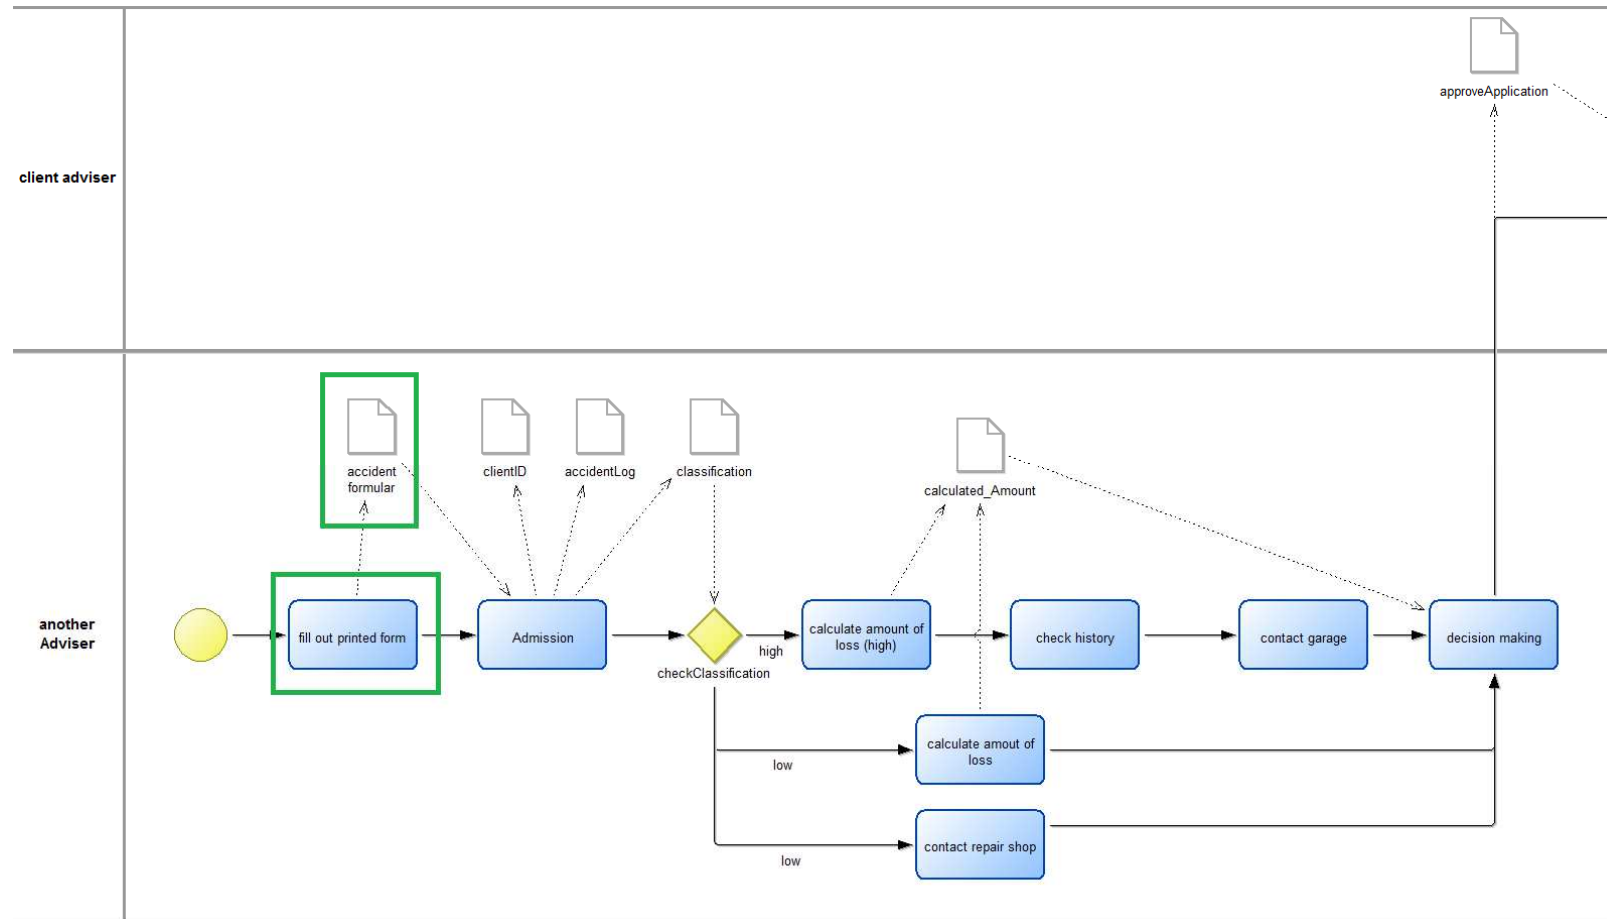 approveApplication
client adviser
accident
formular
clientID
accidentLog
classification
calculated_Amount
another
Adviser
fill out printed form
Admission
checkClassification
high
calculate amount of
loss (high)
check history
contact garage
decision making
low
calculate amout of
loss
low
contact repair shop